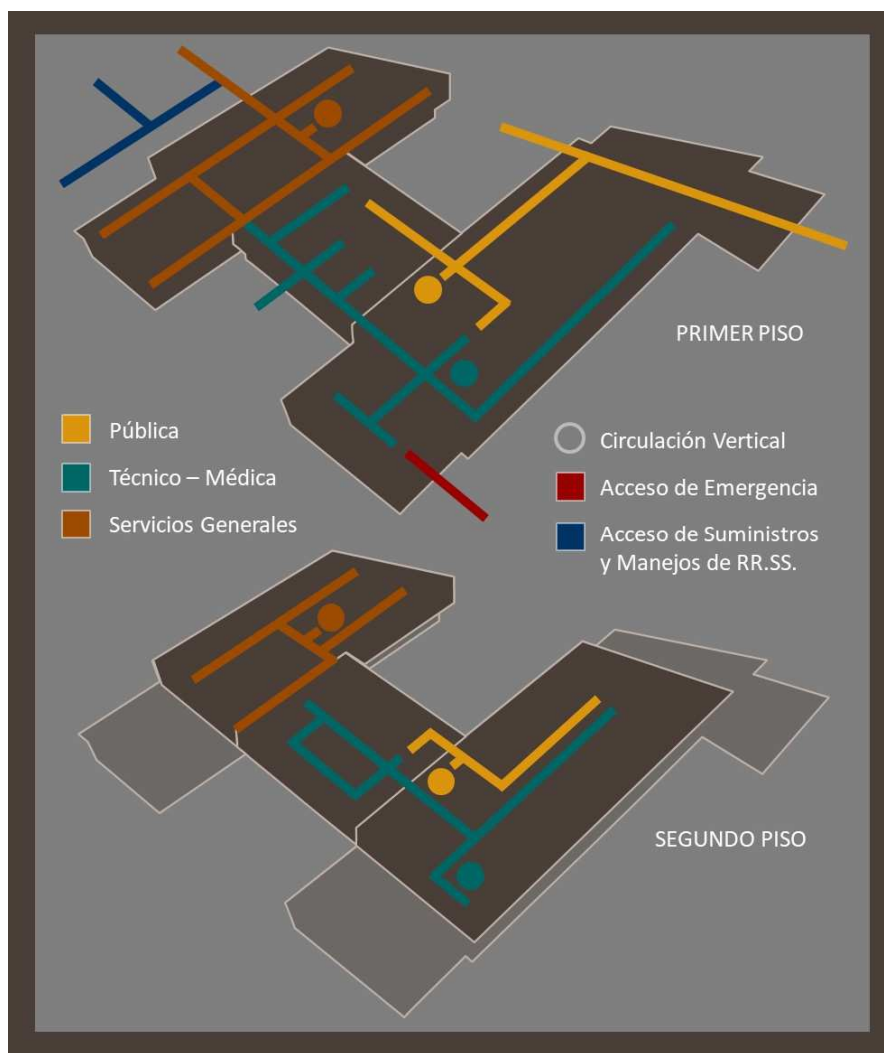 PRIMER PISO
Pública
Técnico – Médica
Servicios Generales
Circulación Vertical
Acceso de Emergencia
Acceso de Suministros
y Manejos de RR.SS.
SEGUNDO PISO